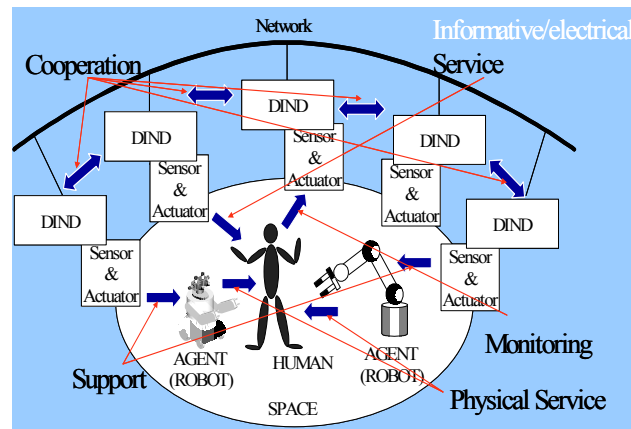 Network
Informative/electrical
Cooperation
Service
DIND
DIND
DIND
DIND
DIND
Sensor
&
Actuator
Sensor
&
Actuator
Sensor
&
Actuator
Sensor
&
Actuator
Sensor
&
Actuator
AGENT
(ROBOT)
HUMAN
AGENT
(ROBOT)
Monitoring
Support
Physical Service
SPACE